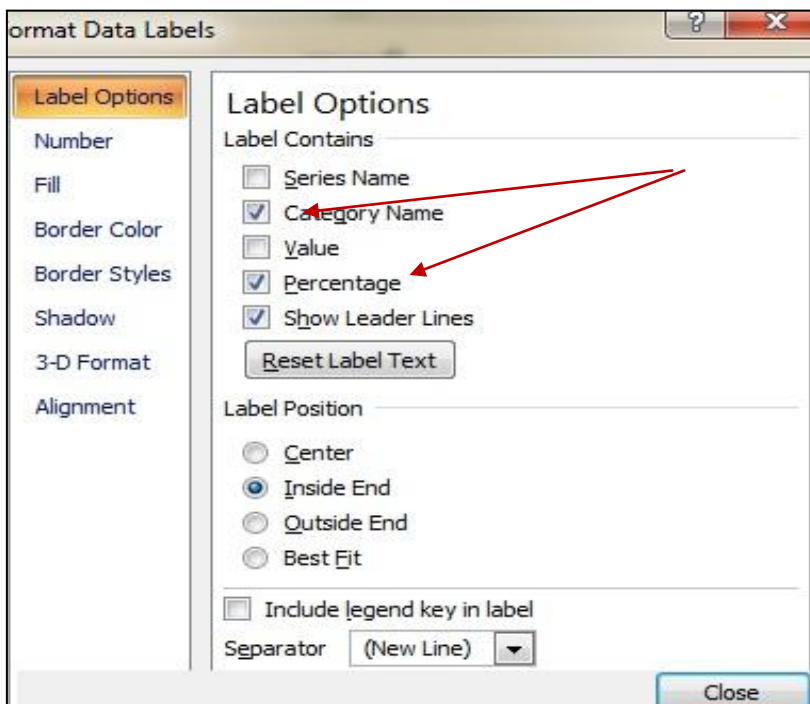 ormat Data Labels
Label Options
Number
Fill
Border Color
Border Styles
Shadow
3-D Format
Alignment
Label Options
Label Contains
Series Name
Category Name
Value
Percentage
Show Leader Lines
Reset Label Text
Label Position
Center
Inside End
Outside End
Best Fit
Include legend key in label
Separator (New Line)
Close